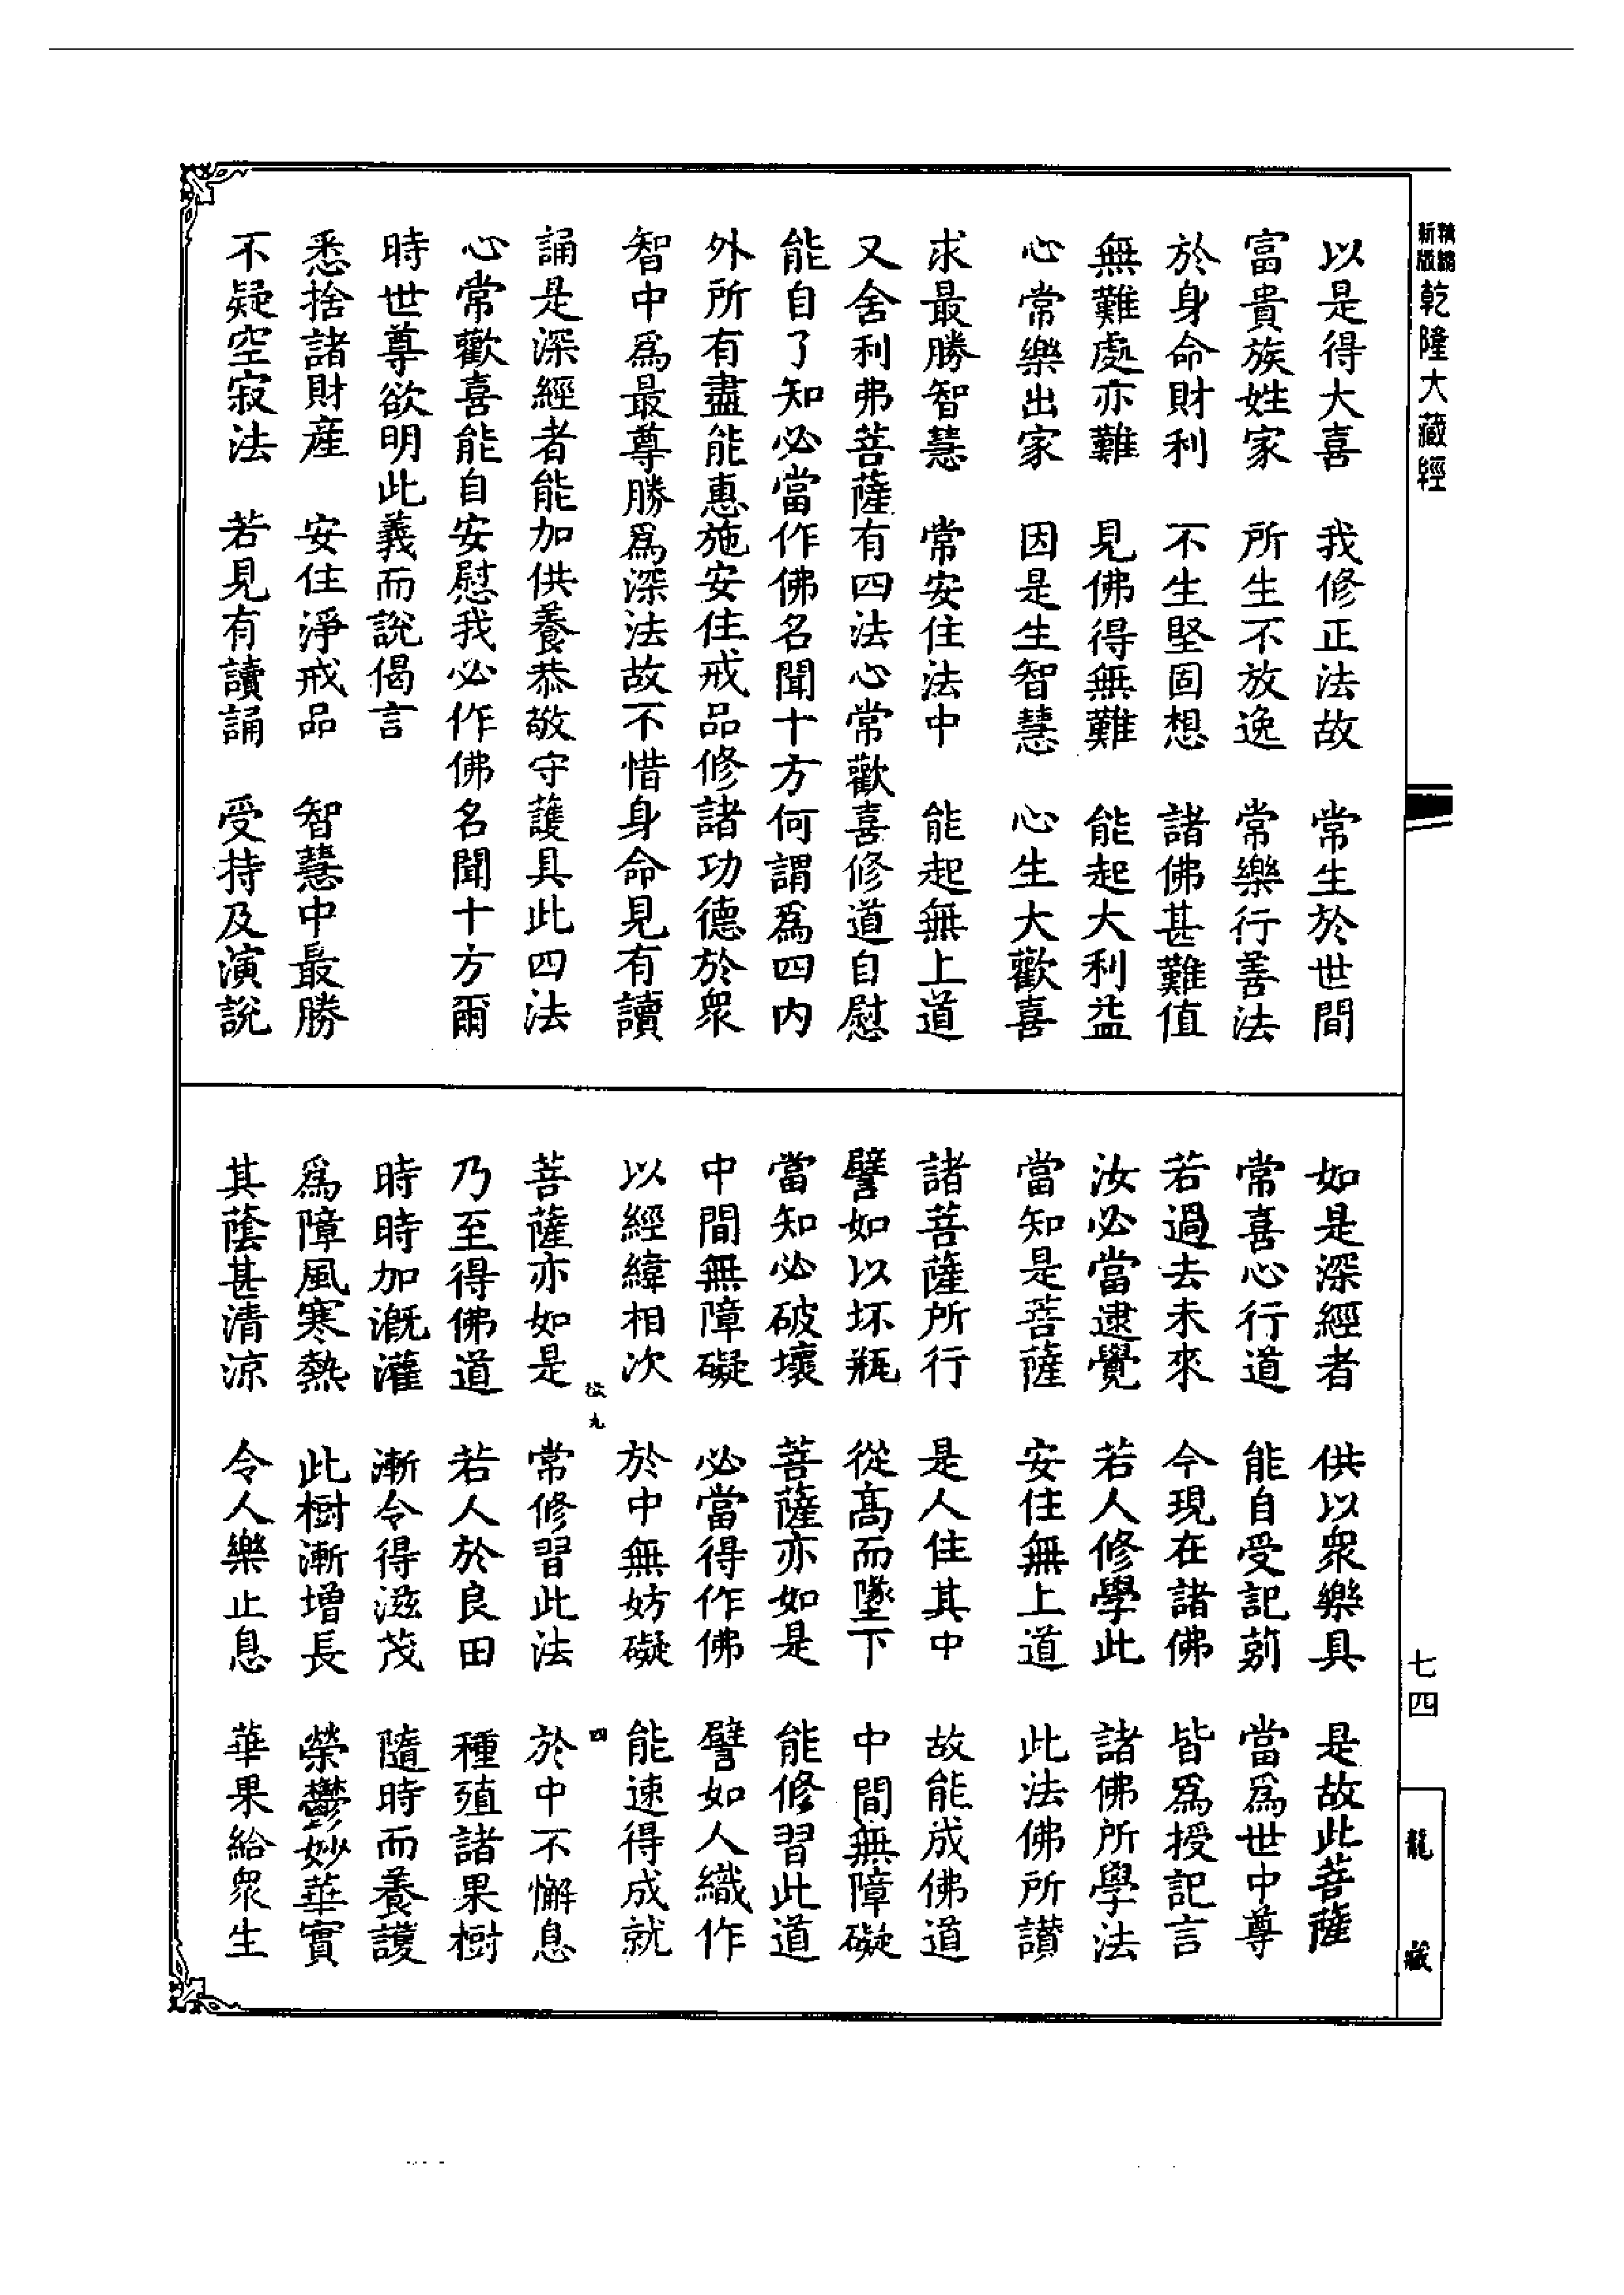 新版精縮乾隆大藏經
以是得大喜　我修正法故　常生於世間
富貴族姓家　所生不放逸　常樂行善法
於身命財利　不生堅固想　諸佛甚難值
無難處亦難　見佛得無難　能起大利益
心常樂出家　因是生智慧　心生大歡喜
求最勝智慧　常安住法中　能起無上道
又舍利弗菩薩有四法心常歡喜修道自慰
能自了知必當作佛名聞十方何謂爲四内
外所有盡能惠施安住戒品修諸功德於衆
智中爲最尊勝爲深法故不惜身命見有讀
誦是深經者能加供養恭敬守護具此四法
心常歡喜能自安慰我必作佛名聞十方爾
時世尊欲明此義而說偈言
悉捨諸財産　安住淨戒品　智慧中最勝
不疑空寂法　若見有讀誦　受持及演說
如是深經者　供以衆樂具　是故此菩薩
常喜心行道　能自受記莂　當爲世中尊
若過去未來　今現在諸佛　皆爲授記言
汝必當逮覺　若人修學此　諸佛所學法
當知是菩薩　安住無上道　此法佛所讃
諸菩薩所行　是人住其中　故能成佛道
譬如以坏瓶　從高而墜下　中間無障礙
當知必破壞　菩薩亦如是　能修習此道
中間無障礙　必當得作佛　譬如人織作
以經緯相次　於中無妨礙　能速得成就
九　四
菩薩亦如是　常修習此法　於中不懈息
乃至得佛道　若人於良田　種殖諸果樹
時時加溉灌　漸令得滋茂　隨時而養護
爲障風寒熱　此樹漸增長　榮鬱妙華實
其蔭甚清涼　令人樂止息　華果給衆生
七四
龍藏